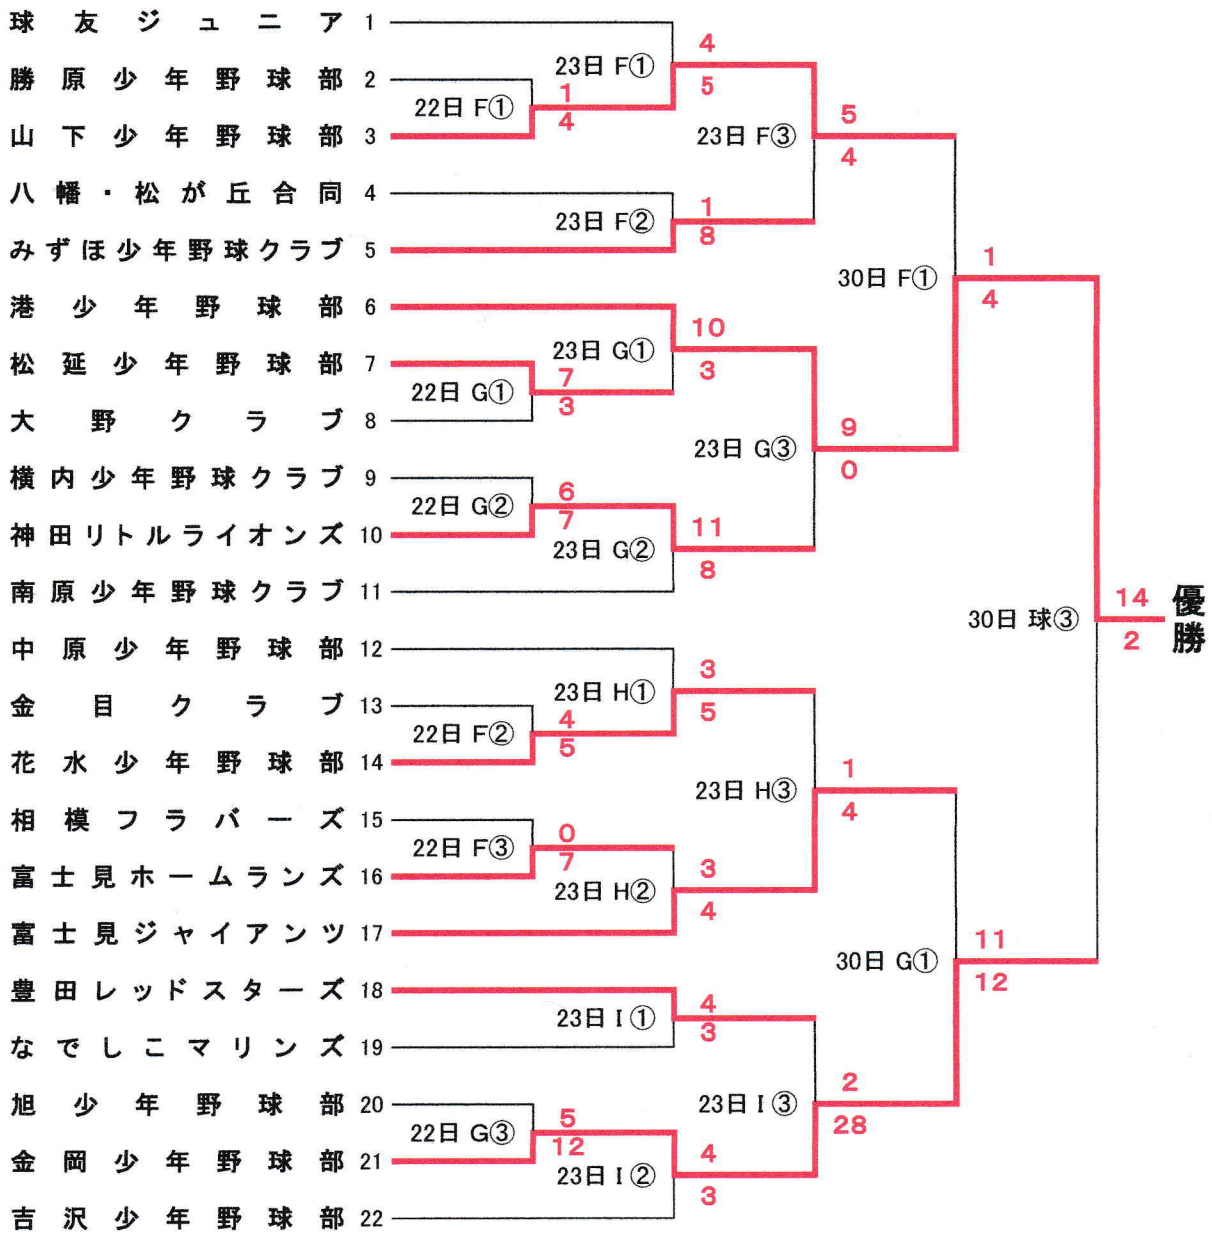 球友ジュニア 1
4
勝原少年野球部 2
23日 F①
1
5
22日 F①
4
山下少年野球部 3
23日 F③
5
4
八幡・松が丘合同 4
23日 F②
1
8
みずほ少年野球クラブ 5
30日 F①
1
4
港少年野球部 6
10
23日 G①
3
松延少年野球部 7
22日 G①
7
3
大野クラブ 8
23日 G③
9
0
横内少年野球クラブ 9
22日 G②
6
7
神田リトルライオンズ 10
23日 G②
11
8
南原少年野球クラブ 11
30日 球③
14
2
優勝
中原少年野球部 12
3
23日 H①
5
金目クラブ 13
22日 F②
4
5
花水少年野球部 14
23日 H③
1
4
相模フラバーズ 15
22日 F③
0
7
富士見ホームランズ 16
23日 H②
3
4
富士見ジャイアンツ 17
30日 G①
11
12
豊田レッドスターズ 18
23日 I①
4
3
なでしこマリンズ 19
23日 I③
2
28
旭少年野球部 20
22日 G③
5
12
金岡少年野球部 21
23日 I②
4
3
吉沢少年野球部 22